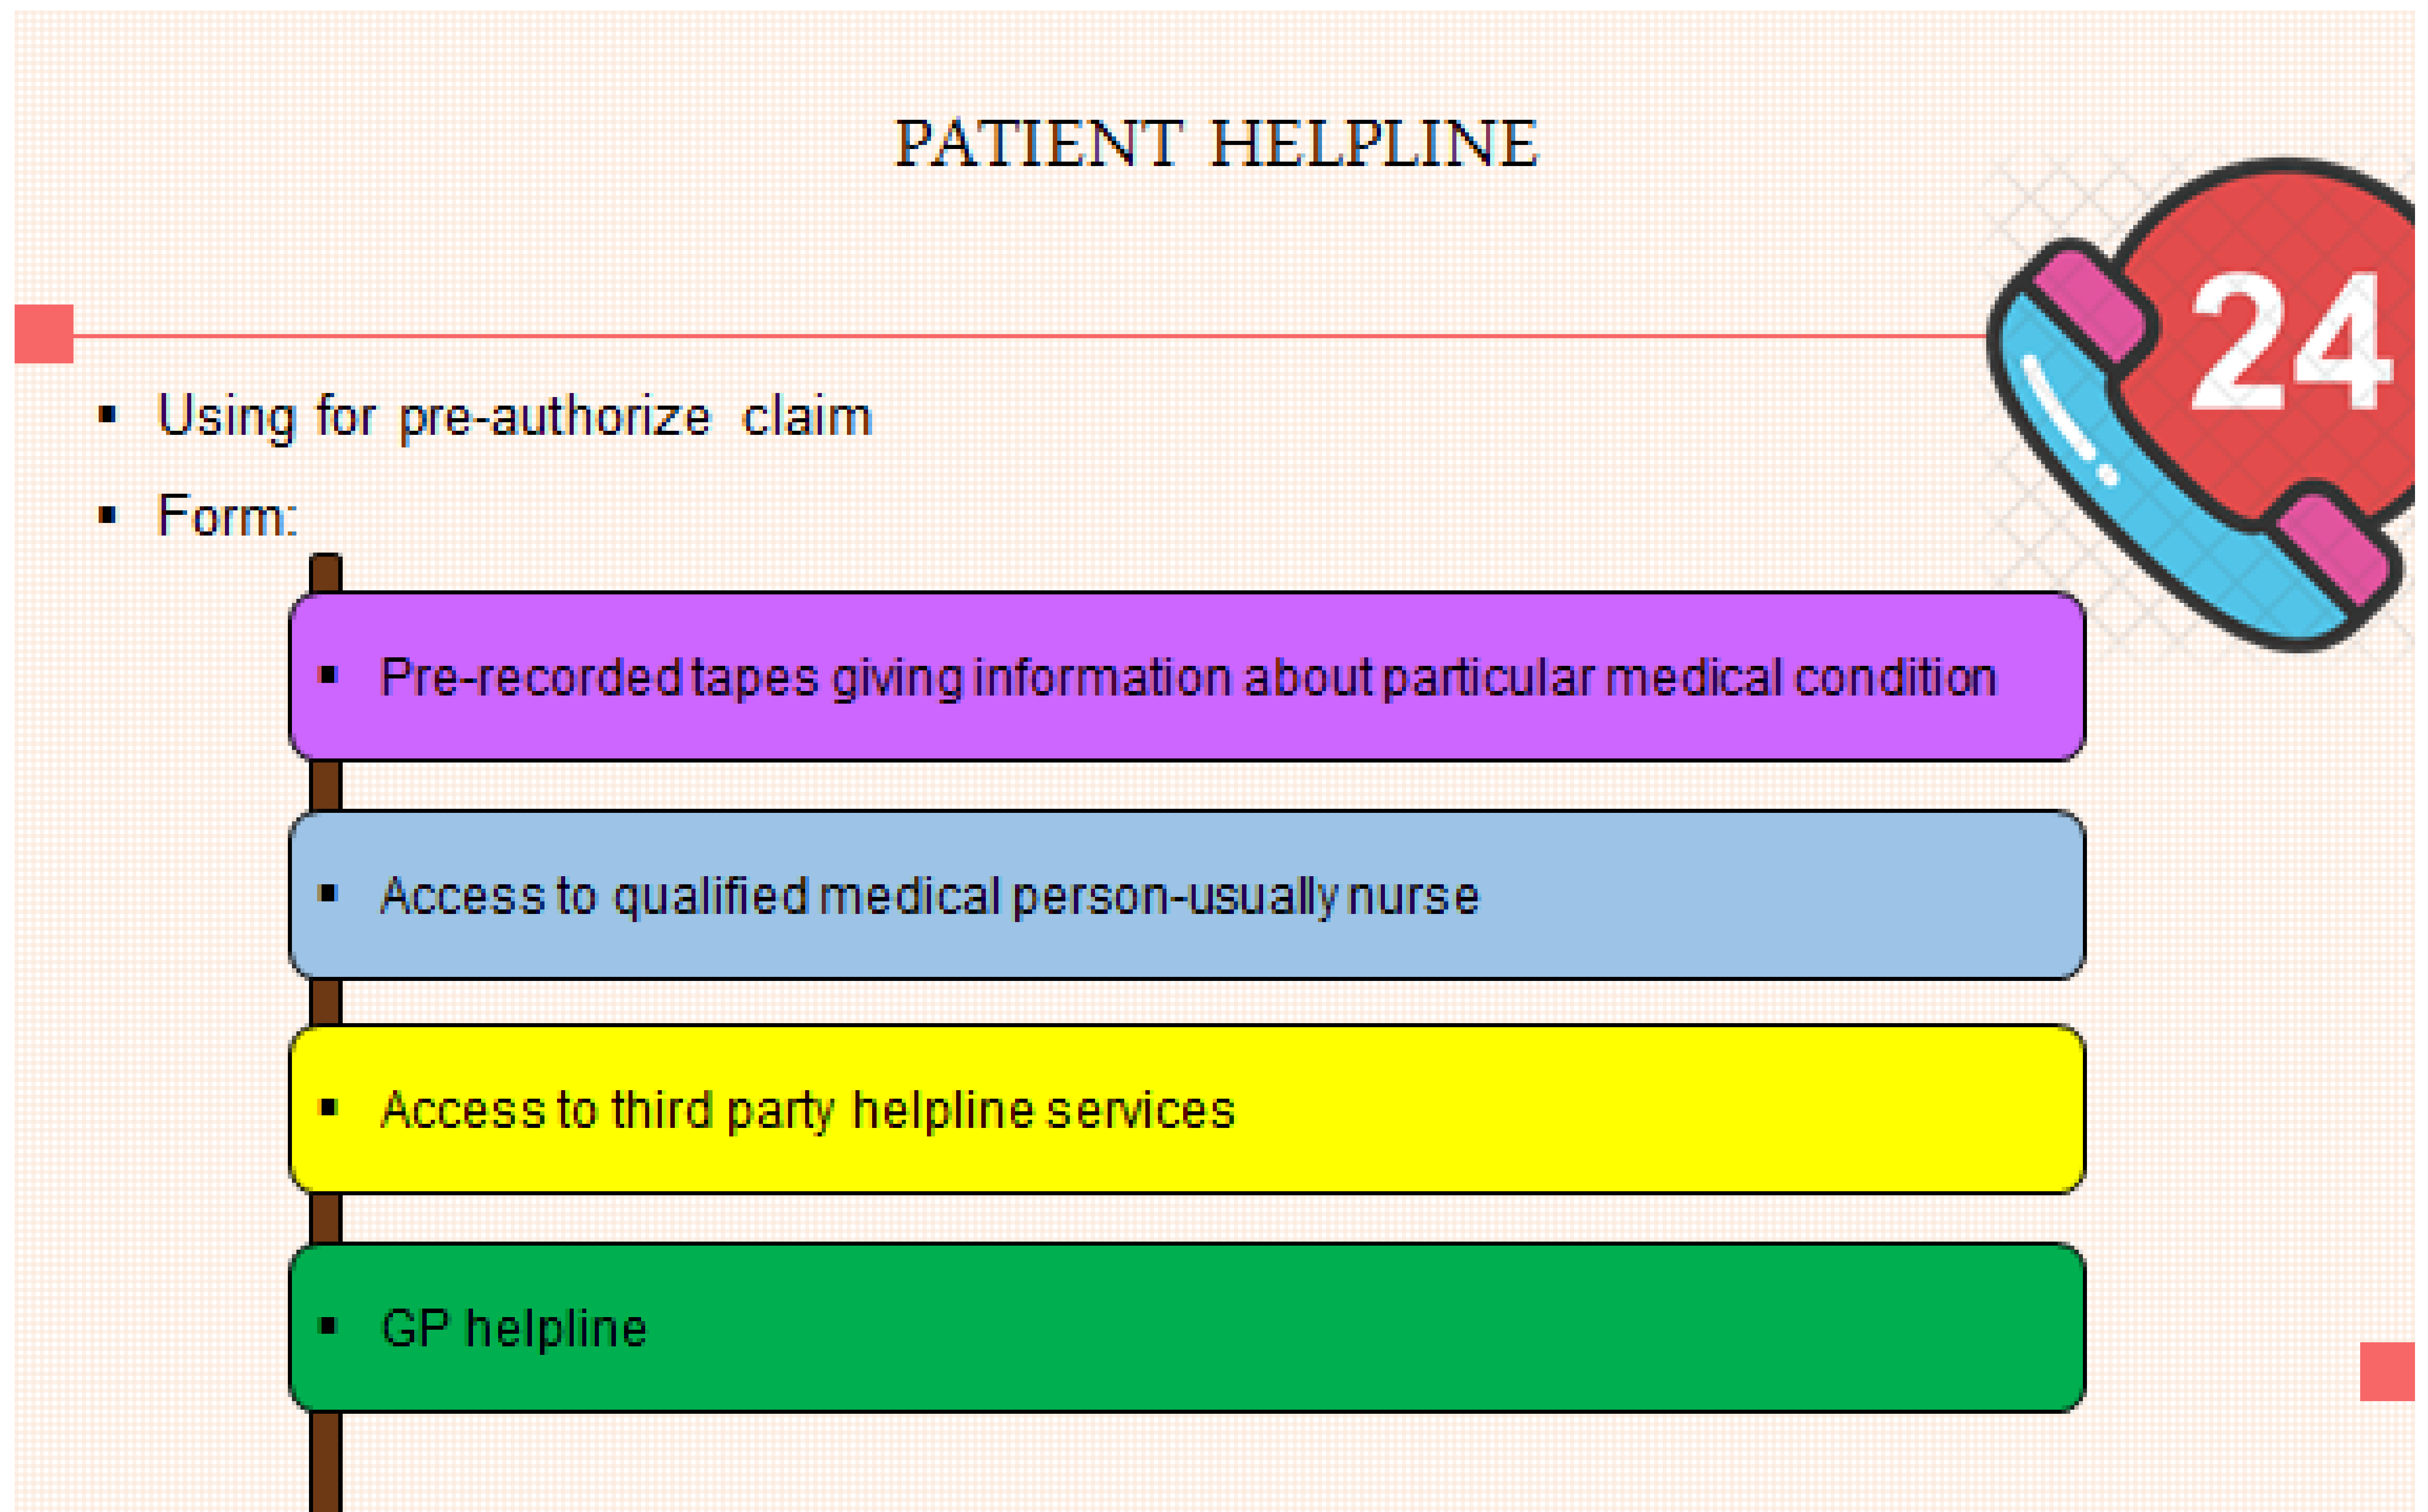 PATIENT HELPLINE
24
▪ Using for pre-authorize claim
▪ Form:
▪ Pre-recorded tapes giving information about particular medical condition
▪ Access to qualified medical person-usually nurse
▪ Access to third party helpline services
▪ GP helpline